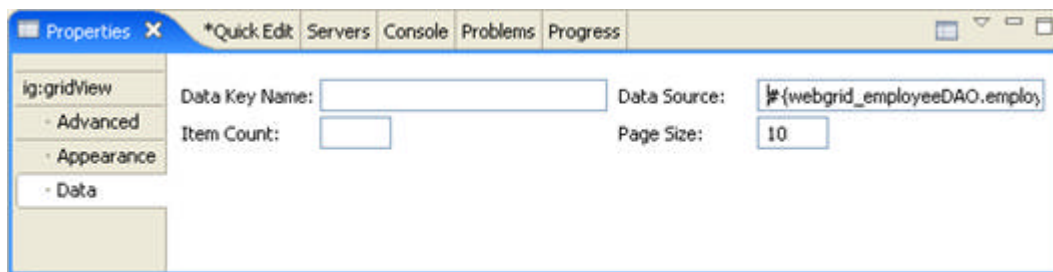 Properties *Quick Edit Servers Console Problems Progress
ig:gridView
Advanced
Appearance
Data
Data Key Name: Data Source: #{webgrid_employeeDAO.employ
Item Count: Page Size: 10